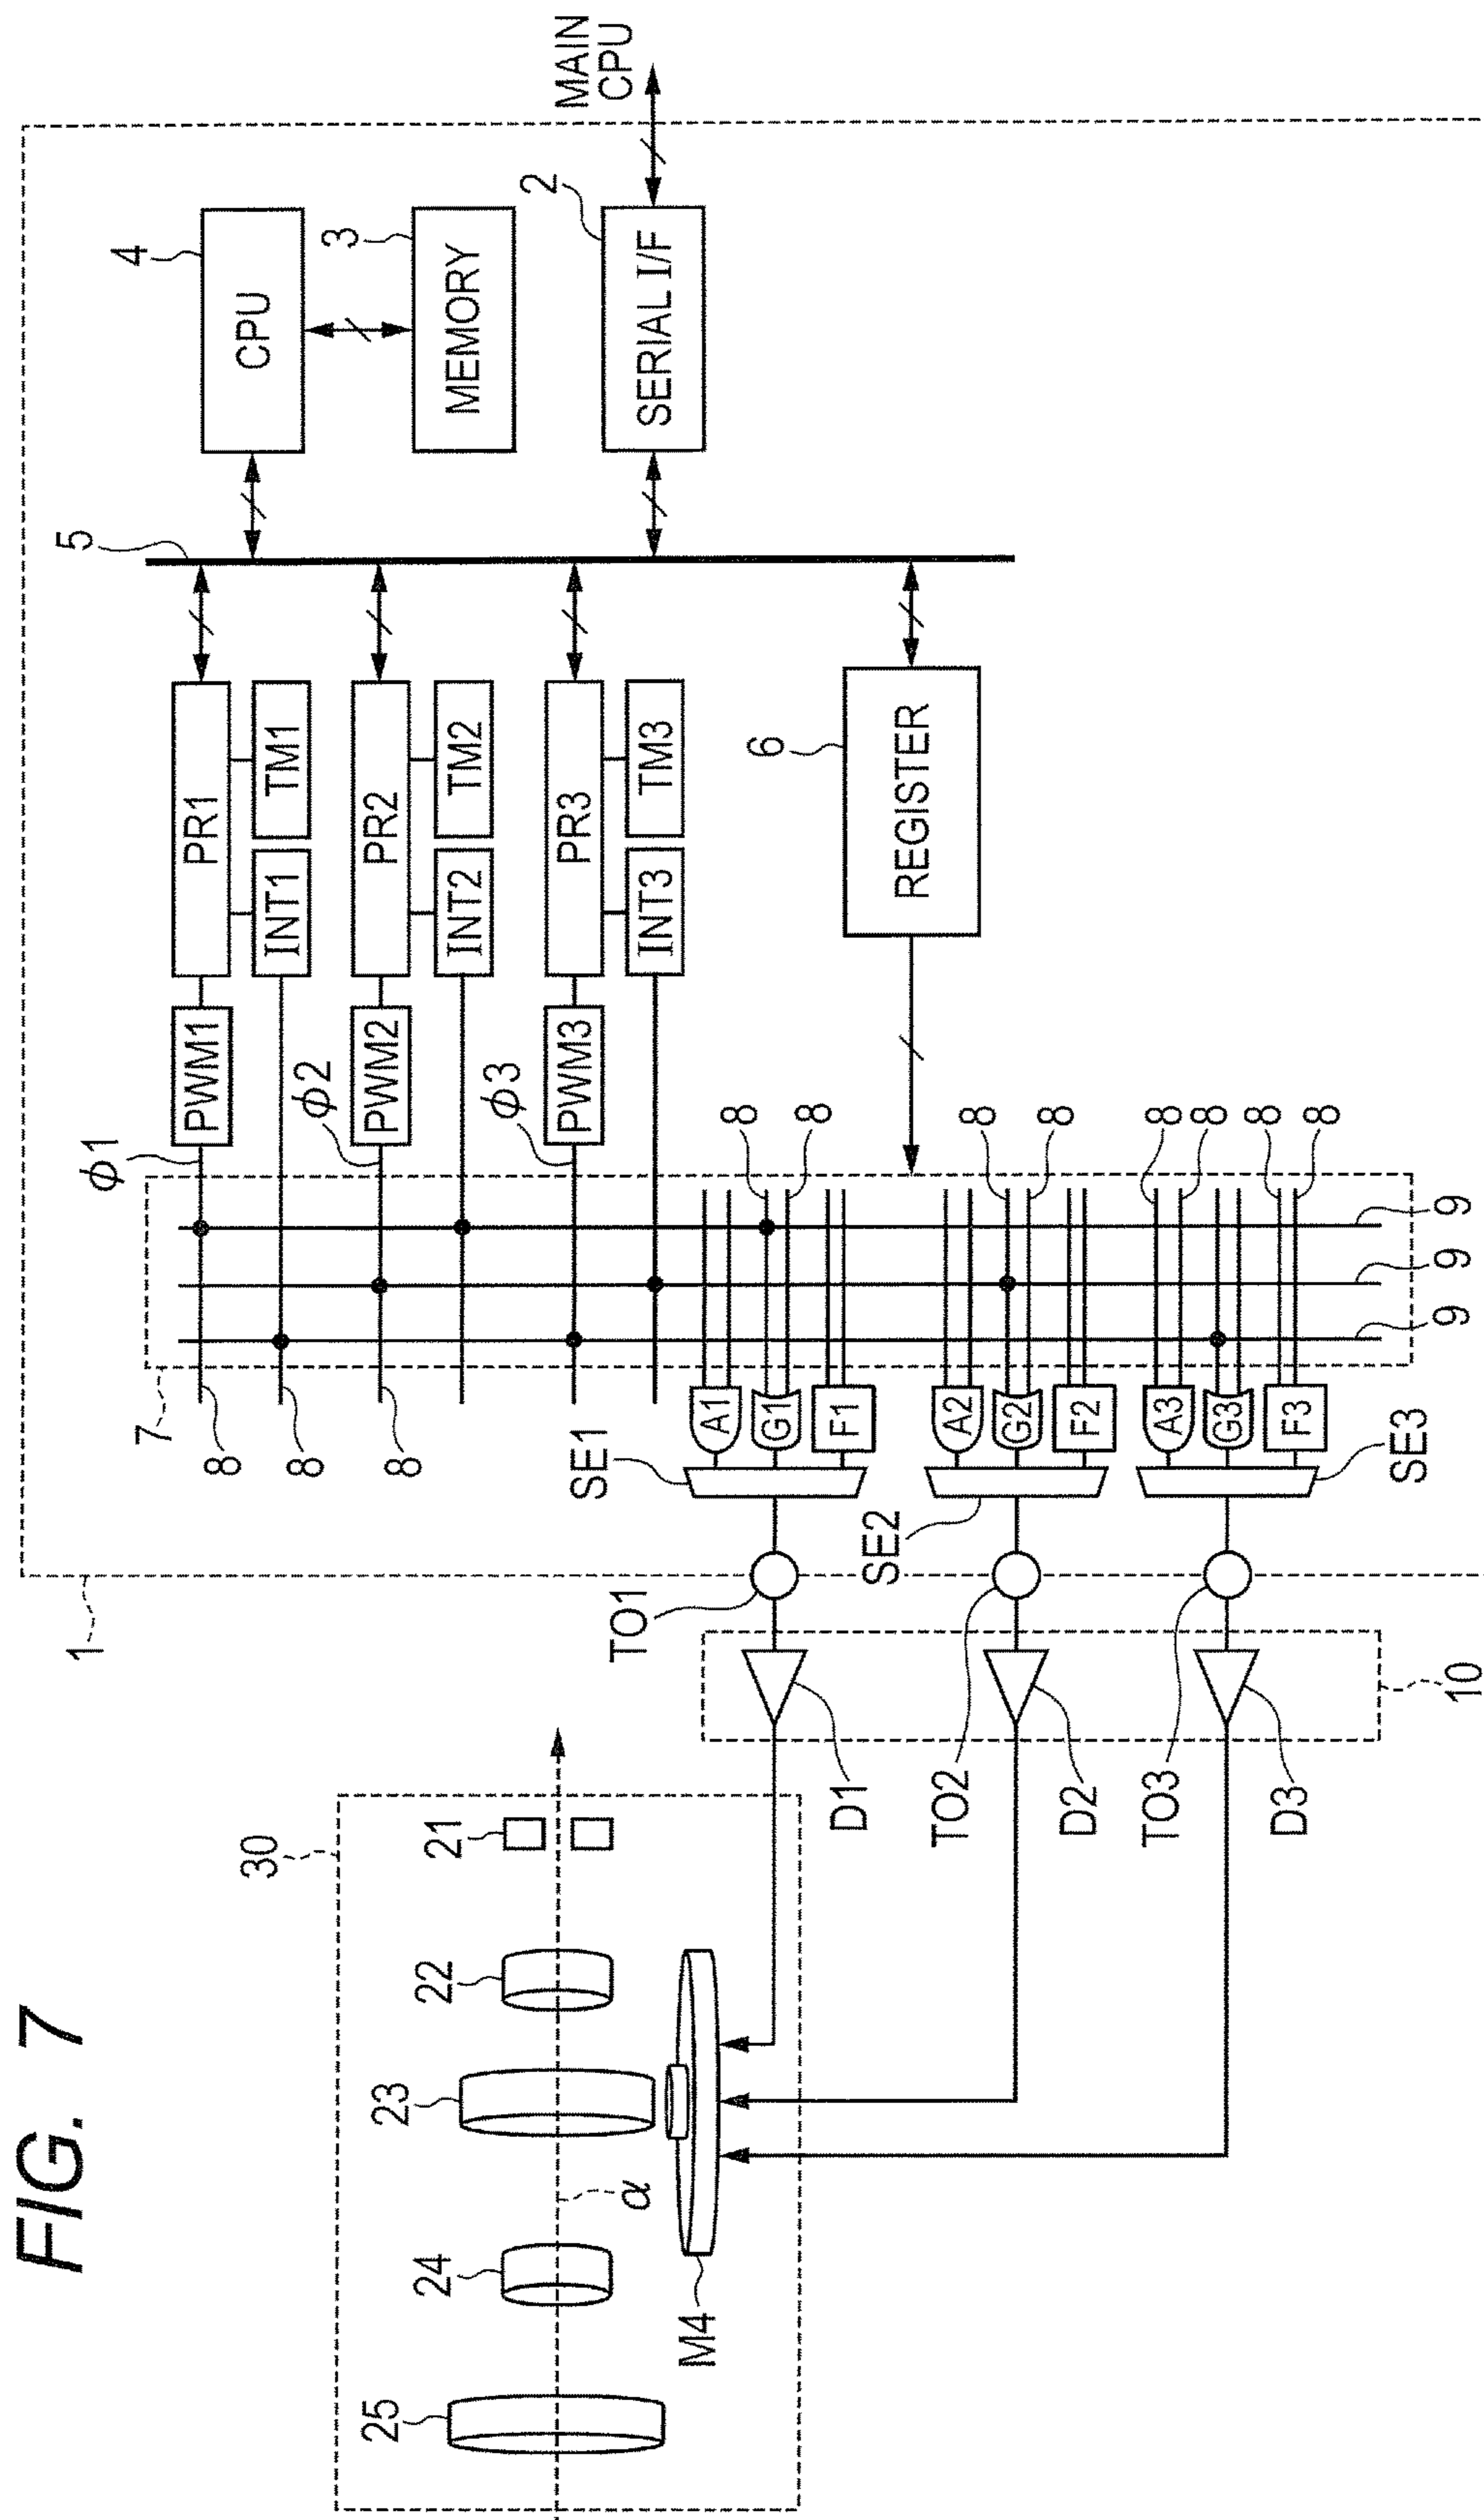 FIG. 7
30
25
24
23
22
21
α
M4
1
TO1
D1
TO2
D2
TO3
D3
10
7
8
8
8
SE1
SE2
SE3
A1
G1
F1
A2
G2
F2
A3
G3
F3
9
9
9
8
8
8
8
8
8
8
8
φ1
φ2
φ3
PWM1
PWM2
PWM3
PR1
INT1
TM1
PR2
INT2
TM2
PR3
INT3
TM3
6
REGISTER
5
4
CPU
3
MEMORY
2
SERIAL I/F
MAIN
CPU